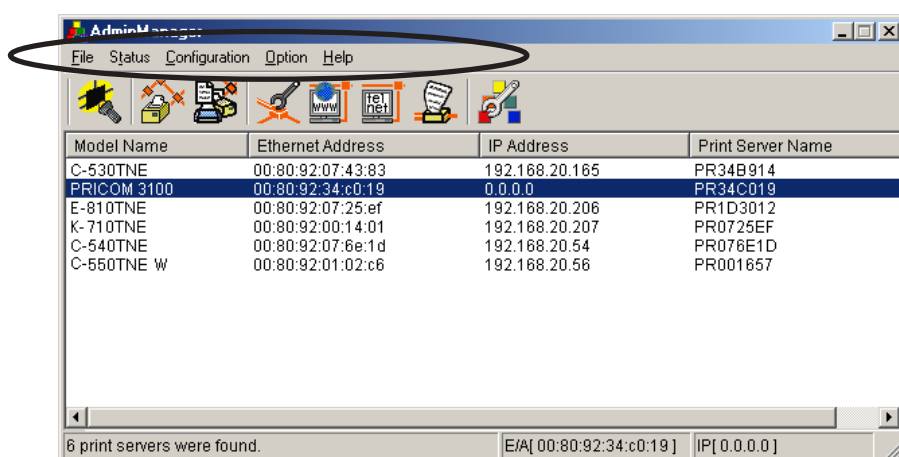 AdminManager
File Status Configuration Option Help
WWW tel net
Model Name Ethernet Address IP Address Print Server Name
C-530TNE 00:80:92:07:43:83 192.168.20.165 PR34B914
PRICOM 3100 00:80:92:34:c0:19 0.0.0.0 PR34C019
E-810TNE 00:80:92:07:25:ef 192.168.20.206 PR1D3012
K-710TNE 00:80:92:00:14:01 192.168.20.207 PR0725EF
C-540TNE 00:80:92:07:6e:1d 192.168.20.54 PR076E1D
C-550TNE W 00:80:92:01:02:c6 192.168.20.56 PR001657
6 print servers were found. E/A[ 00:80:92:34:c0:19 ] IP[ 0.0.0.0 ]